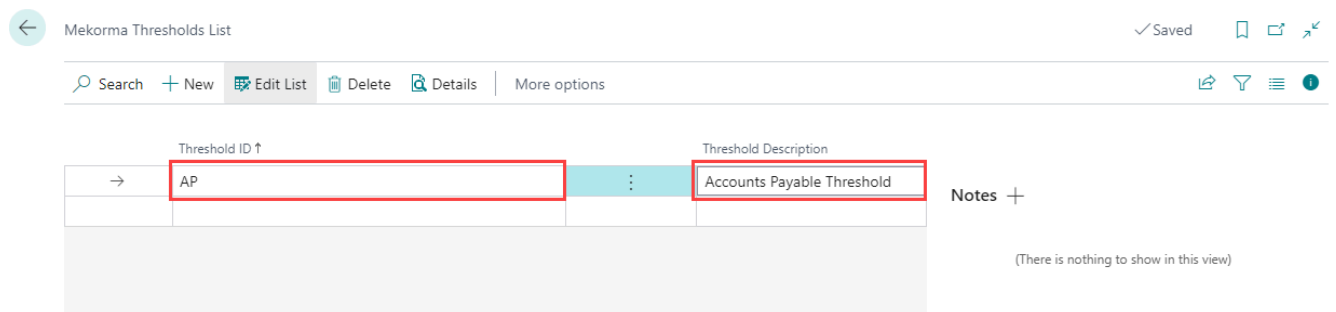 Mekorma Thresholds List
Saved
Search New Edit List Delete Details More options
Threshold ID ↑ Threshold Description
AP Accounts Payable Threshold
Notes
(There is nothing to show in this view)